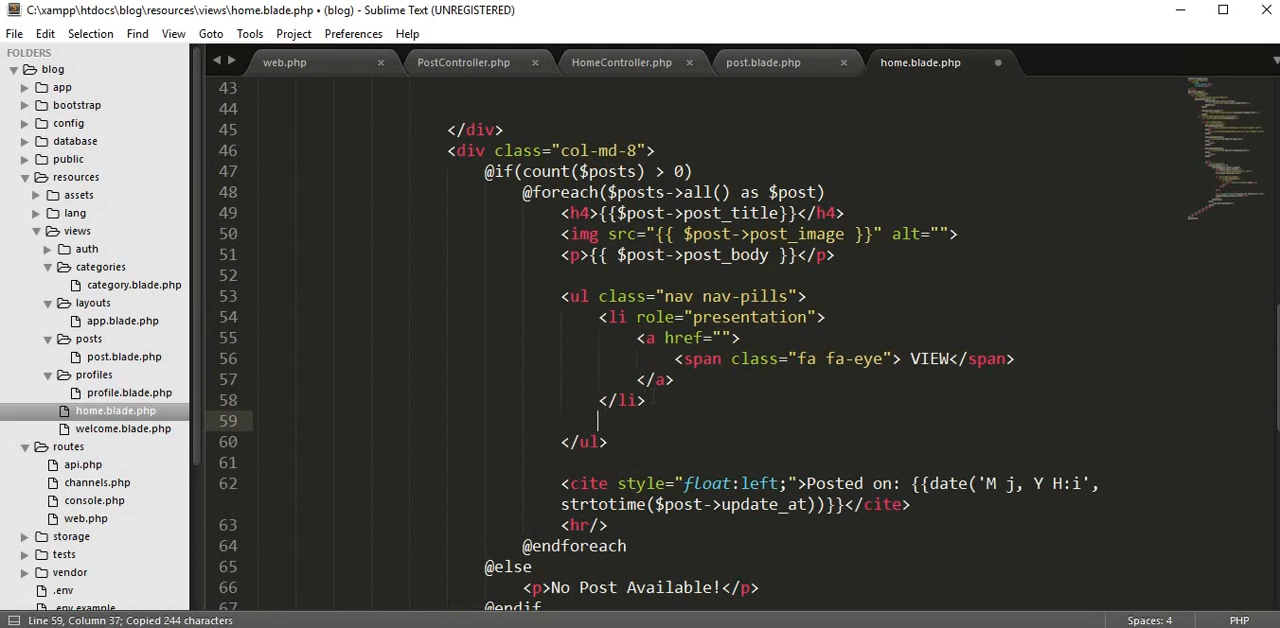 C:\xampp\htdocs\blog\resources\views\home.blade.php • (blog) - Sublime Text (UNREGISTERED)
File Edit Selection Find View Goto Tools Project Preferences Help
FOLDERS
blog
app
bootstrap
config
database
public
resources
assets
lang
views
auth
categories
category.blade.php
layouts
app.blade.php
posts
post.blade.php
profiles
profile.blade.php
home.blade.php
welcome.blade.php
routes
api.php
channels.php
console.php
web.php
storage
tests
vendor
.env
.env.example
web.php × PostController.php × HomeController.php × post.blade.php × home.blade.php
43
44
45 </div>
46 <div class="col-md-8">
47 @if(count($posts) > 0)
48 @foreach($posts->all() as $post)
49 <h4>{{$post->post_title}}</h4>
50 <img src="{{ $post->post_image }}" alt="">
51 <p>{{ $post->post_body }}</p>
52
53 <ul class="nav nav-pills">
54 <li role="presentation">
55 <a href="">
56 <span class="fa fa-eye"> VIEW</span>
57 </a>
58 </li>
59
60 </ul>
61
62 <cite style="float:left;">Posted on: {{date('M j, Y H:i',
strtotime($post->update_at))}}</cite>
63 <hr/>
64 @endforeach
65 @else
66 <p>No Post Available!</p>
67 @endif
Line 59, Column 37; Copied 244 characters Spaces: 4 PHP